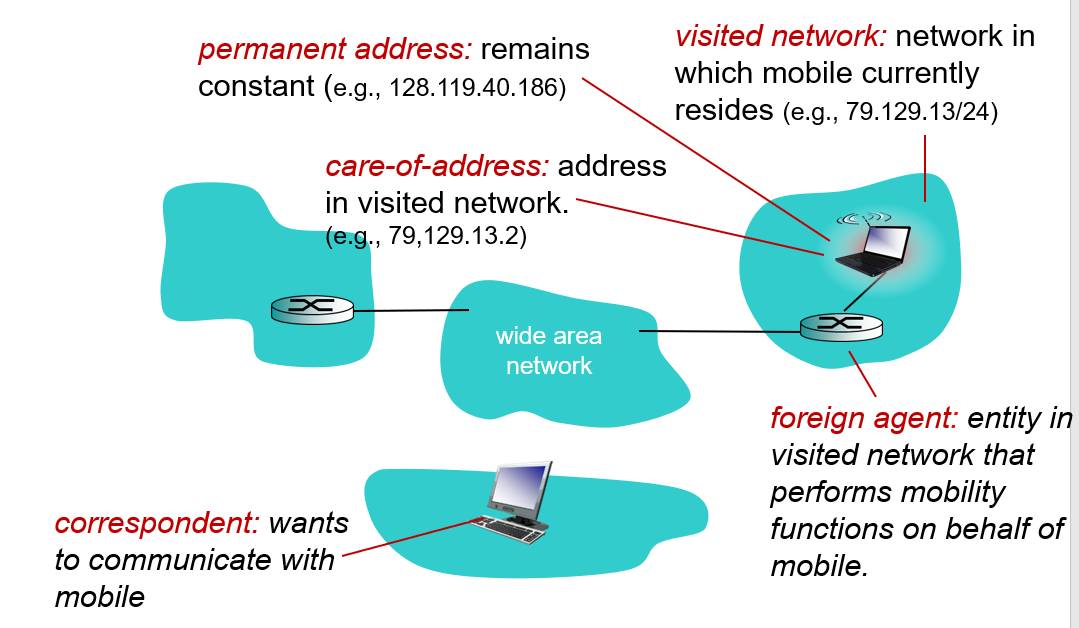 permanent address: remains
constant (e.g., 128.119.40.186)
visited network: network in
which mobile currently
resides (e.g., 79.129.13/24)
care-of-address: address
in visited network.
(e.g., 79,129.13.2)
wide area
network
foreign agent: entity in
visited network that
performs mobility
functions on behalf of
mobile.
correspondent: wants
to communicate with
mobile